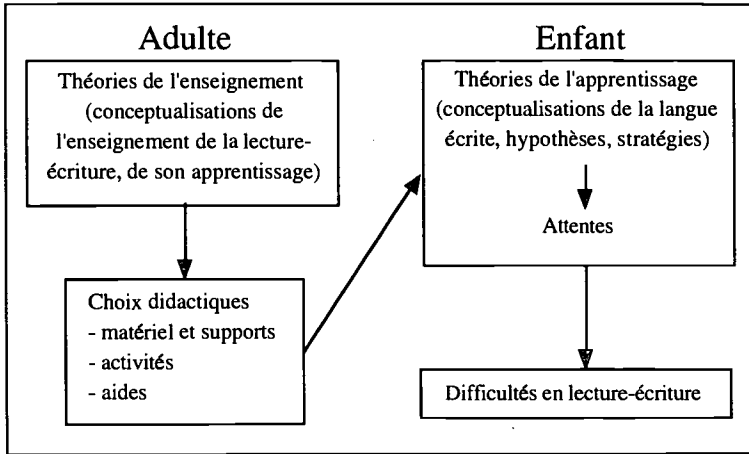 Adulte
Théories de l'enseignement
(conceptualisations de
l'enseignement de la lecture-
écriture, de son apprentissage)
Choix didactiques
- matériel et supports
- activités
- aides
Enfant
Théories de l'apprentissage
(conceptualisations de la langue
écrite, hypothèses, stratégies)
Attentes
Difficultés en lecture-écriture